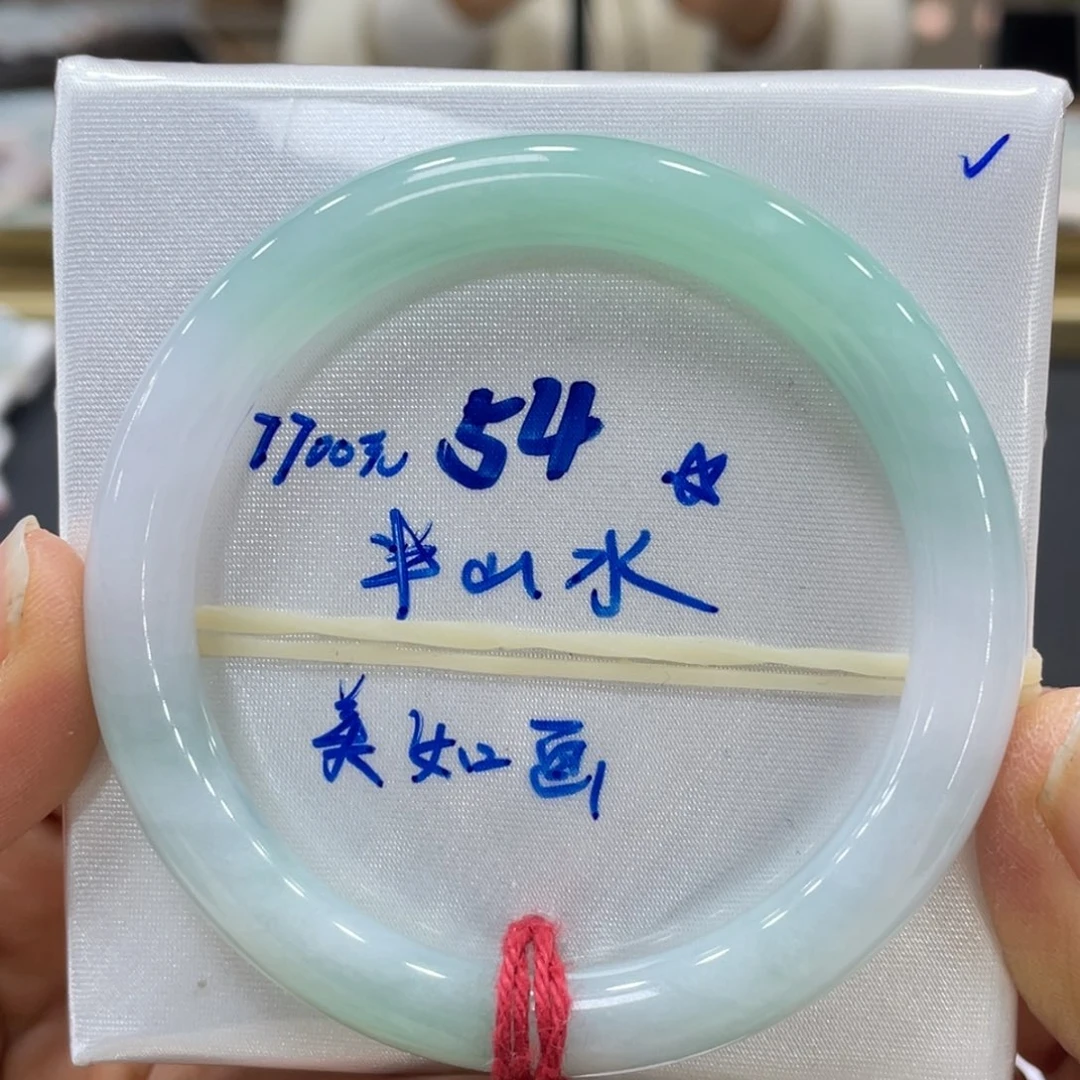 7700元 54 ☆
半山水
美如画